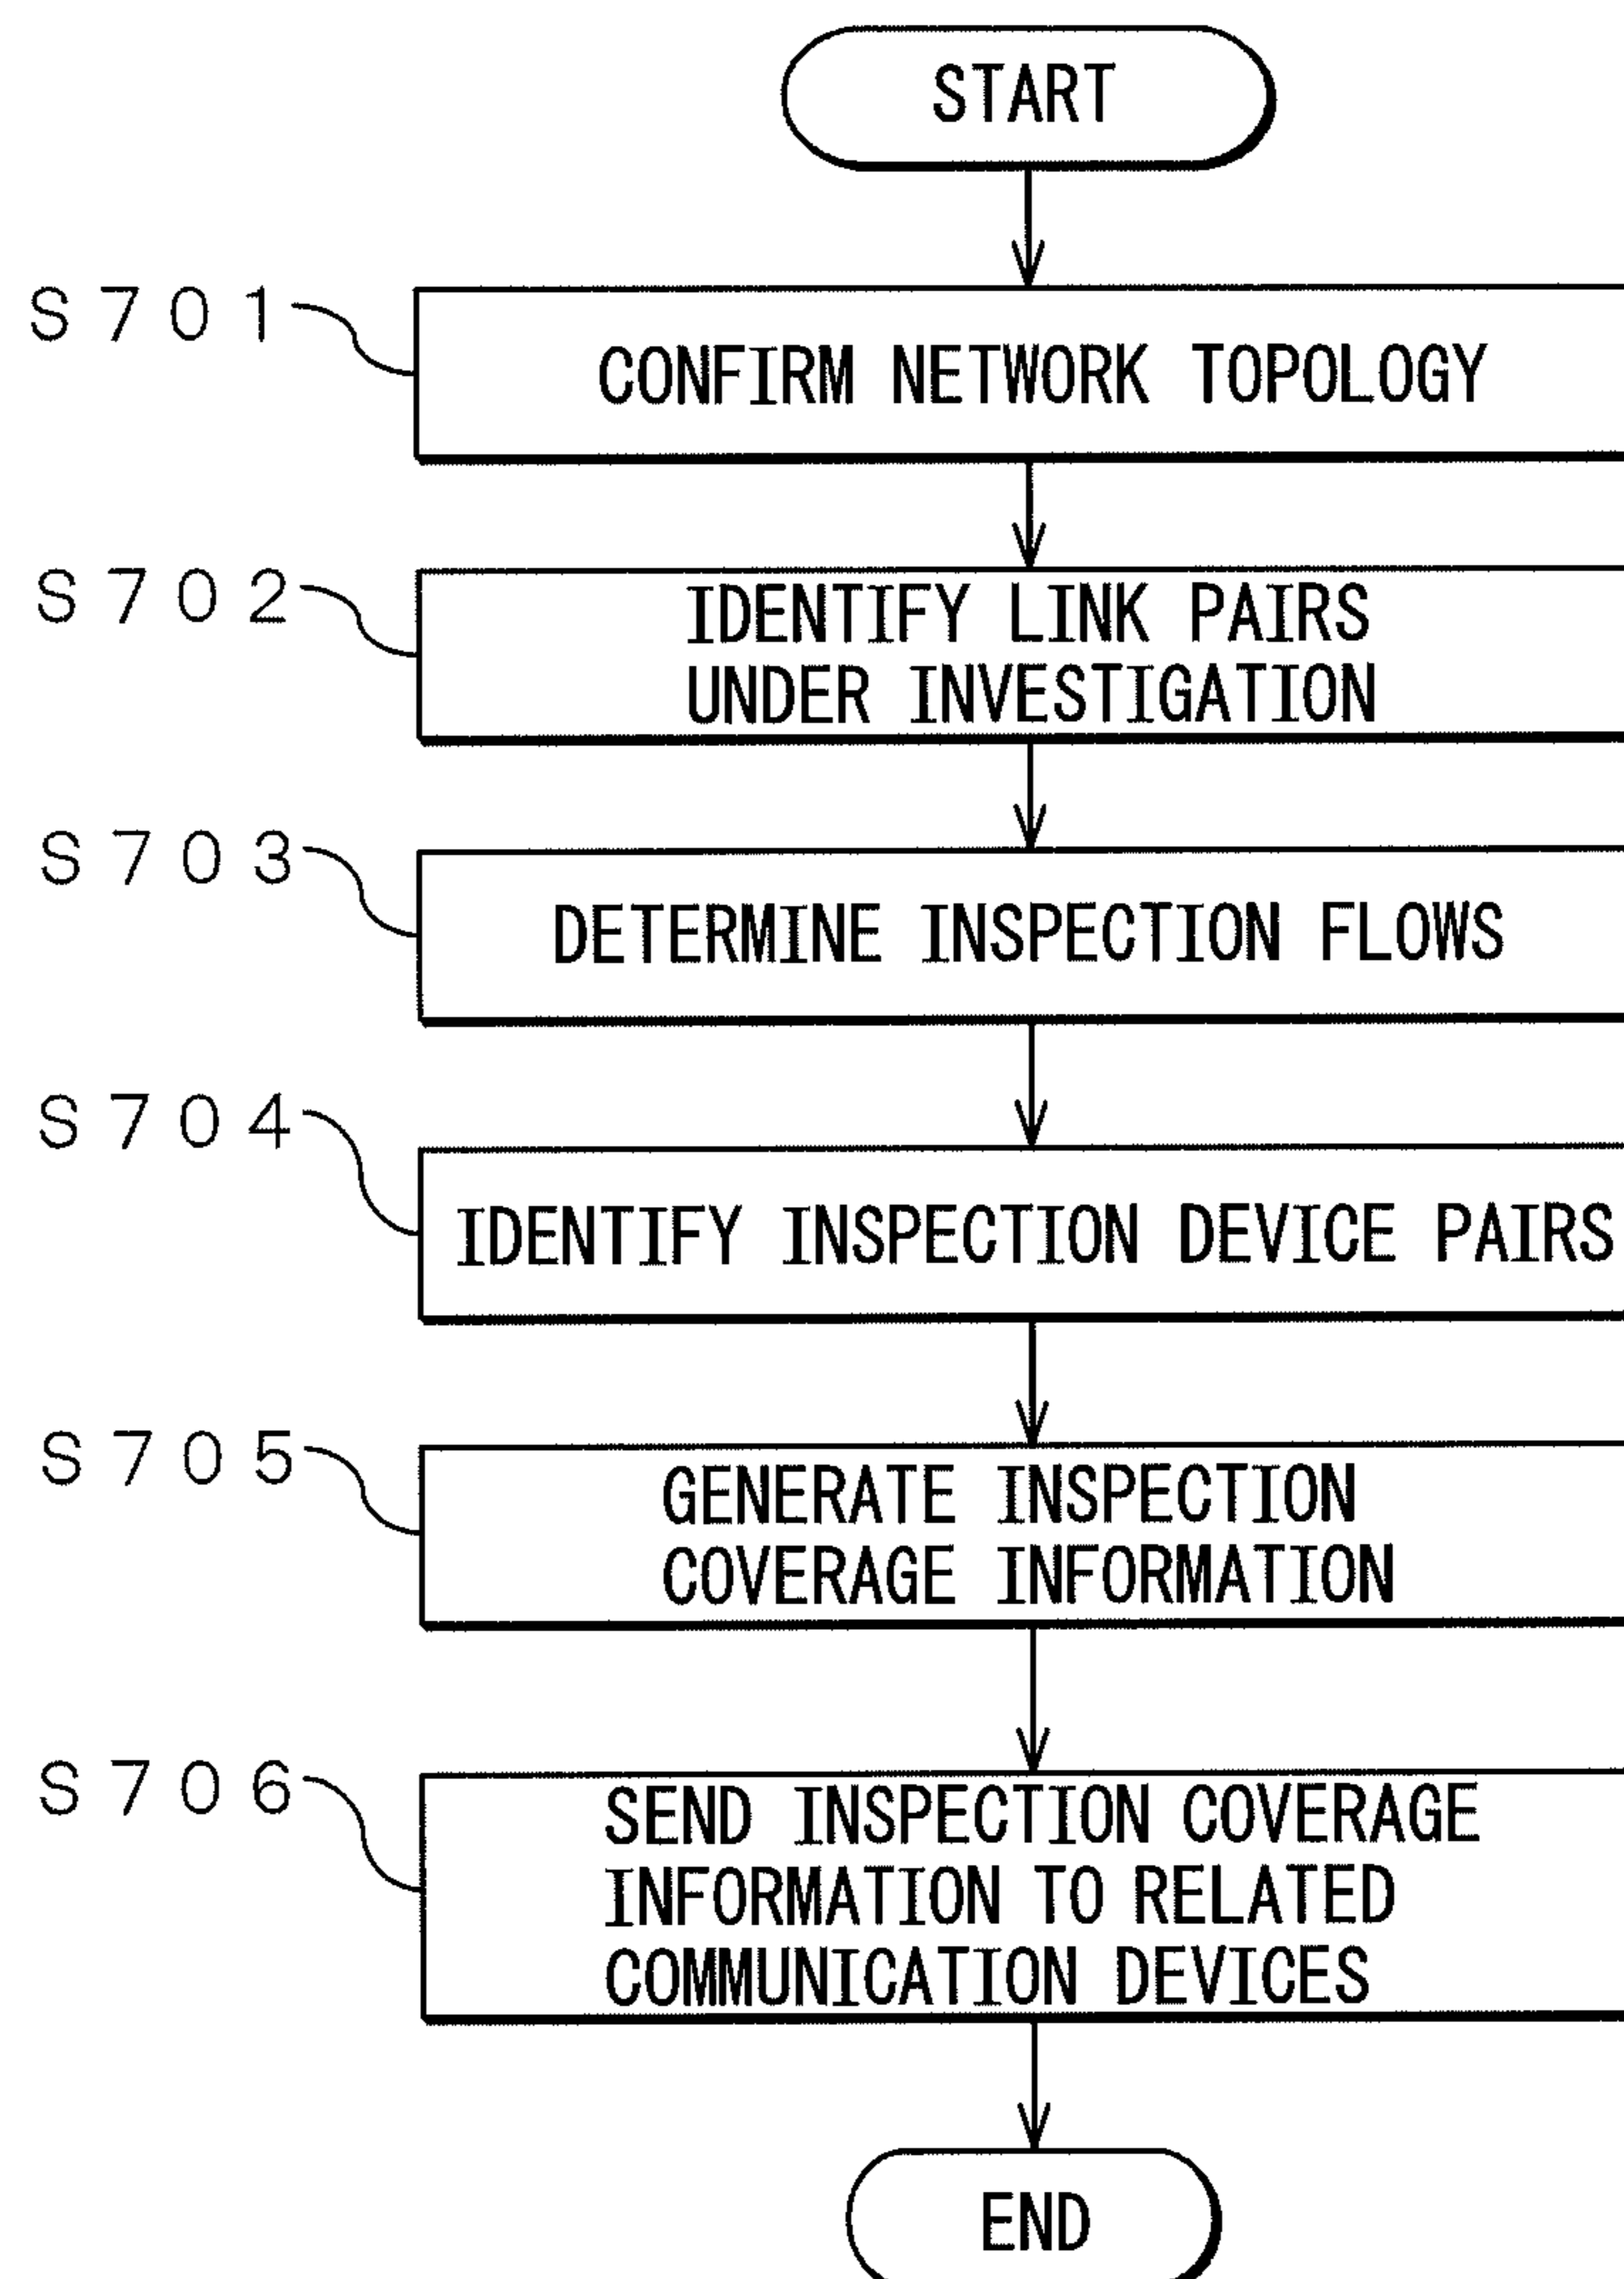 START
S701
CONFIRM NETWORK TOPOLOGY
S702
IDENTIFY LINK PAIRS
UNDER INVESTIGATION
S703
DETERMINE INSPECTION FLOWS
S704
IDENTIFY INSPECTION DEVICE PAIRS
S705
GENERATE INSPECTION
COVERAGE INFORMATION
S706
SEND INSPECTION COVERAGE
INFORMATION TO RELATED
COMMUNICATION DEVICES
END